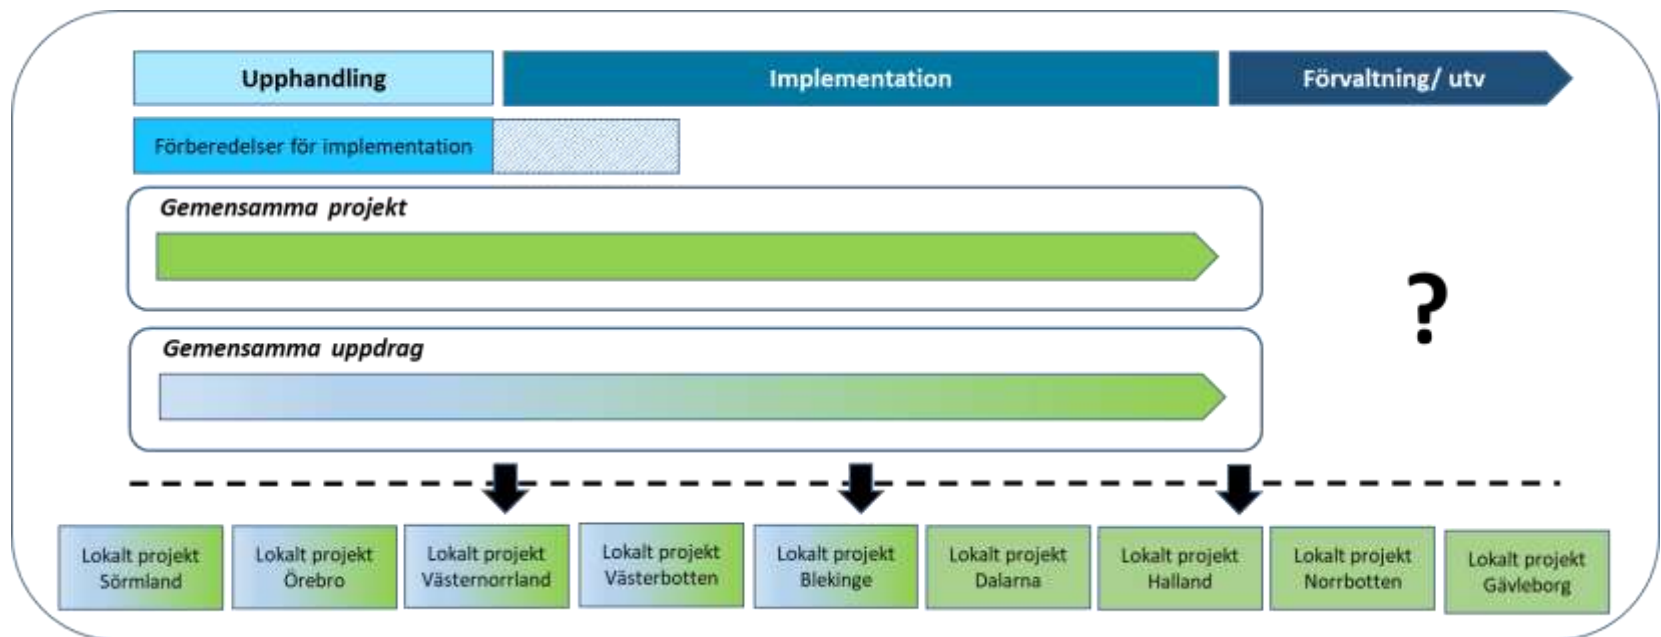 Upphandling
Implementation
Förvaltning/ utv
Förberedelser för implementation
Gemensamma projekt
?
Gemensamma uppdrag
Lokalt projekt
Sörmland
Lokalt projekt
Örebro
Lokalt projekt
Västernorrland
Lokalt projekt
Västerbotten
Lokalt projekt
Blekinge
Lokalt projekt
Dalarna
Lokalt projekt
Halland
Lokalt projekt
Norrbotten
Lokalt projekt
Gävleborg